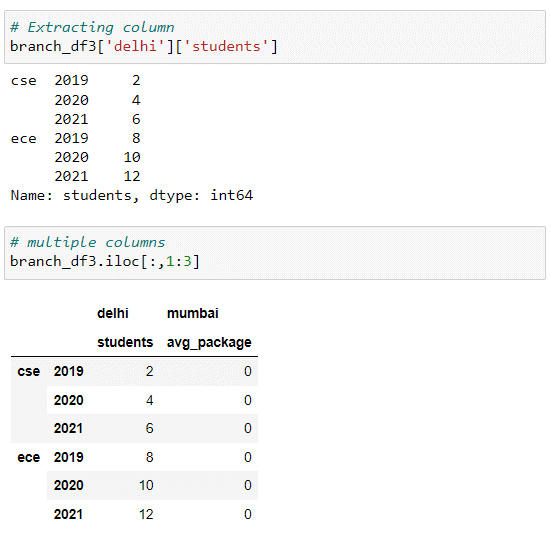 # Extracting column
branch_df3['delhi']['students']
cse 2019 2
2020 4
2021 6
ece 2019 8
2020 10
2021 12
Name: students, dtype: int64
# multiple columns
branch_df3.iloc[:,1:3]
delhi mumbai
students avg_package
cse 2019 2 0
2020 4 0
2021 6 0
ece 2019 8 0
2020 10 0
2021 12 0